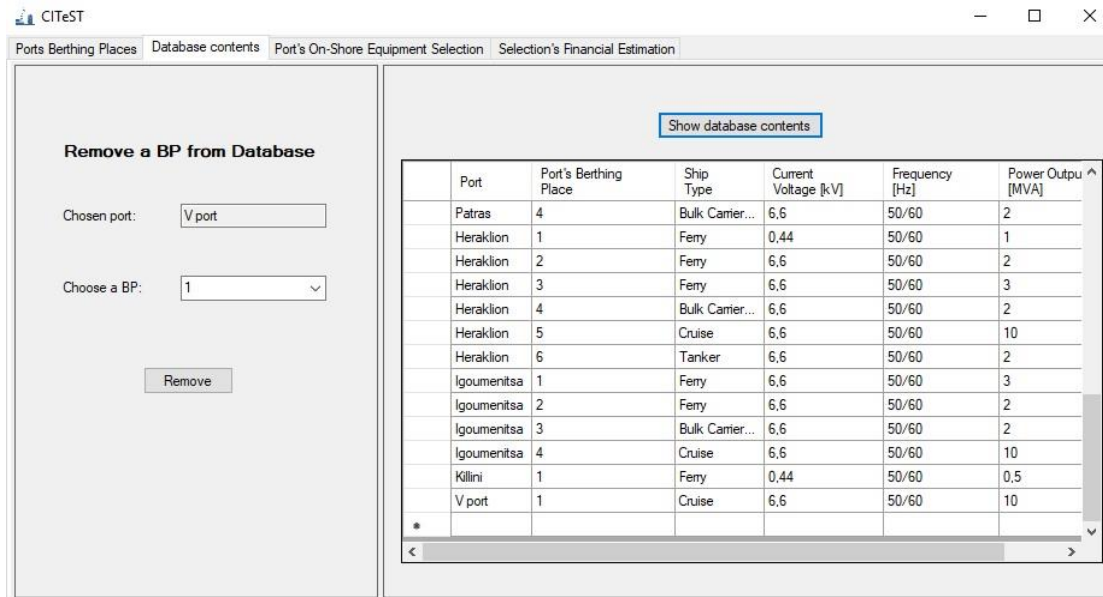 CITeST
Ports Berthing Places Database contents Port's On-Shore Equipment Selection Selection's Financial Estimation
Remove a BP from Database
Chosen port: V port
Choose a BP: 1
Remove
Show database contents
Port Port's Berthing Place Ship Type Current Voltage [kV] Frequency [Hz] Power Outpu [MVA]
Patras 4 Bulk Carrier... 6,6 50/60 2
Heraklion 1 Ferry 0,44 50/60 1
Heraklion 2 Ferry 6,6 50/60 2
Heraklion 3 Ferry 6,6 50/60 3
Heraklion 4 Bulk Carrier... 6,6 50/60 2
Heraklion 5 Cruise 6,6 50/60 10
Heraklion 6 Tanker 6,6 50/60 2
Igoumenitsa 1 Ferry 6,6 50/60 3
Igoumenitsa 2 Ferry 6,6 50/60 2
Igoumenitsa 3 Bulk Carrier... 6,6 50/60 2
Igoumenitsa 4 Cruise 6,6 50/60 10
Killini 1 Ferry 0,44 50/60 0,5
V port 1 Cruise 6,6 50/60 10
*